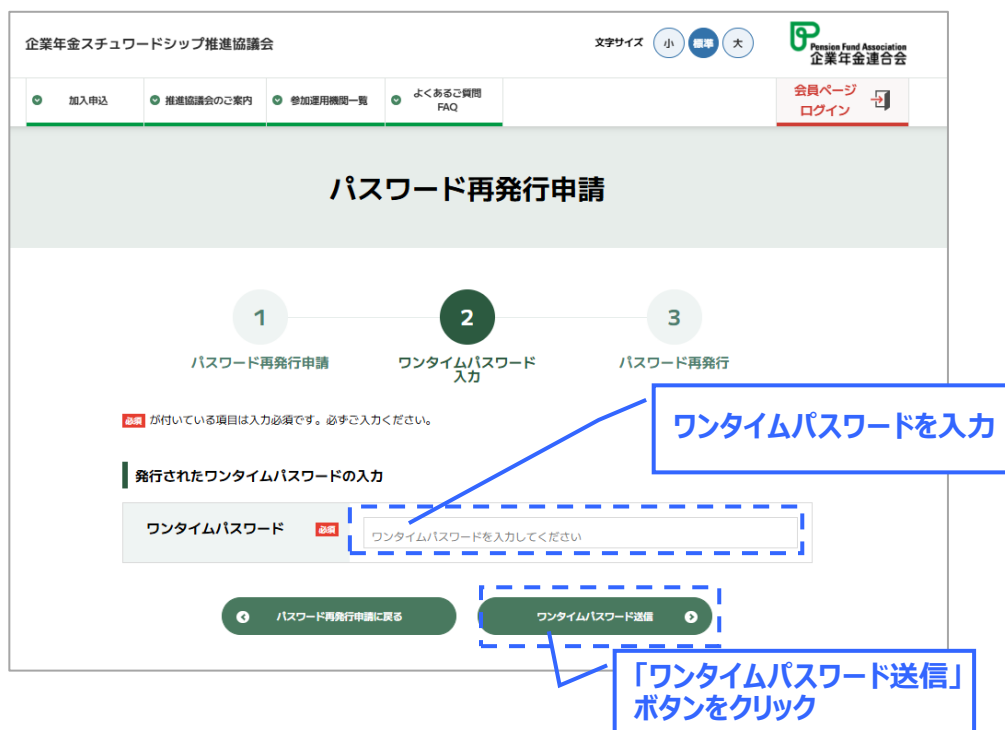 企業年金スチュワードシップ推進協議会
文字サイズ 小 標準 大
Pension Fund Association
企業年金連合会
加入申込
推進協議会のご案内
参加運用機関一覧
よくあるご質問
FAQ
会員ページ
ログイン
パスワード再発行申請
1
2
3
パスワード再発行申請
ワンタイムパスワード
入力
パスワード再発行
必須 が付いている項目は入力必須です。必ずご入力ください。
ワンタイムパスワードを入力
発行されたワンタイムパスワードの入力
ワンタイムパスワード 必須
ワンタイムパスワードを入力してください
パスワード再発行申請に戻る
ワンタイムパスワード送信
「ワンタイムパスワード送信」
ボタンをクリック